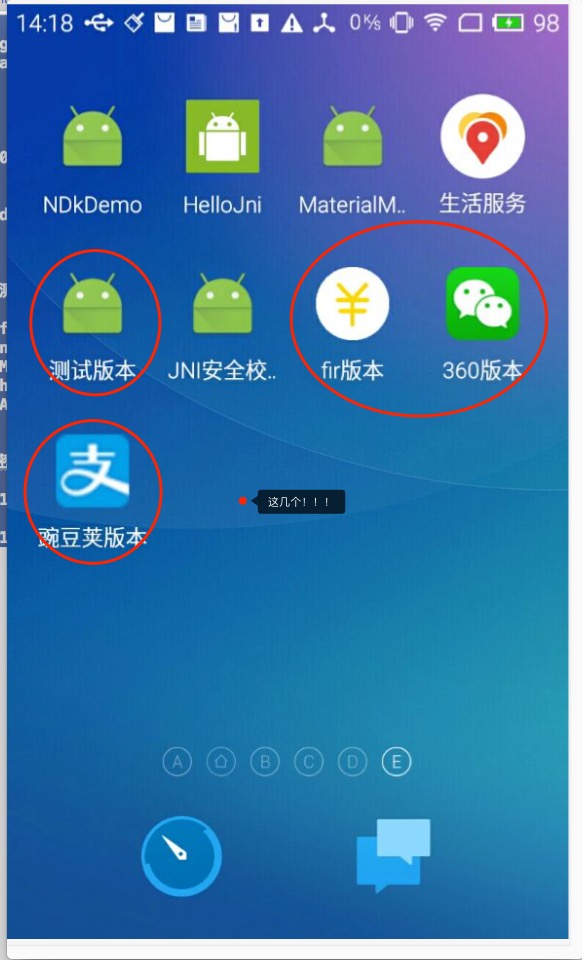 14:18
0 K/s
98
NDkDemo
HelloJni
MaterialM..
生活服务
测试版本
JNI安全校..
fir版本
360版本
支
豌豆荚版本
这几个！！！
A
B
C
D
E